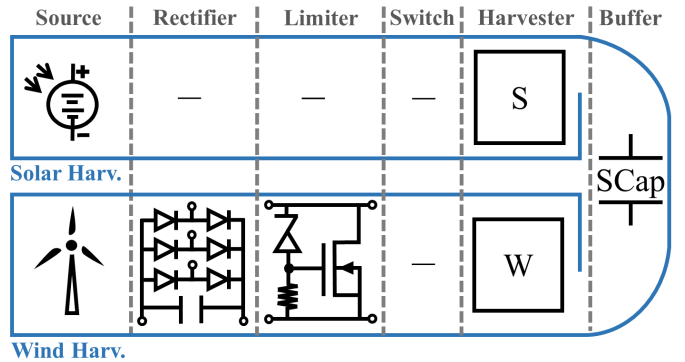 Source Rectifier Limiter Switch Harvester Buffer
— — — S
Solar Harv.
SCap
— W
Wind Harv.